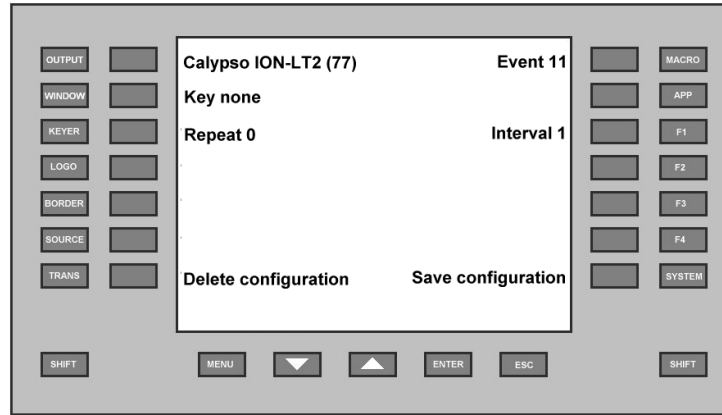 OUTPUT Calypso ION-LT2 (77) Event 11 MACRO
WINDOW Key none APP
KEYER Repeat 0 Interval 1 F1
LOGO F2
BORDER F3
SOURCE F4
TRANS Delete configuration Save configuration SYSTEM
SHIFT MENU ENTER ESC SHIFT